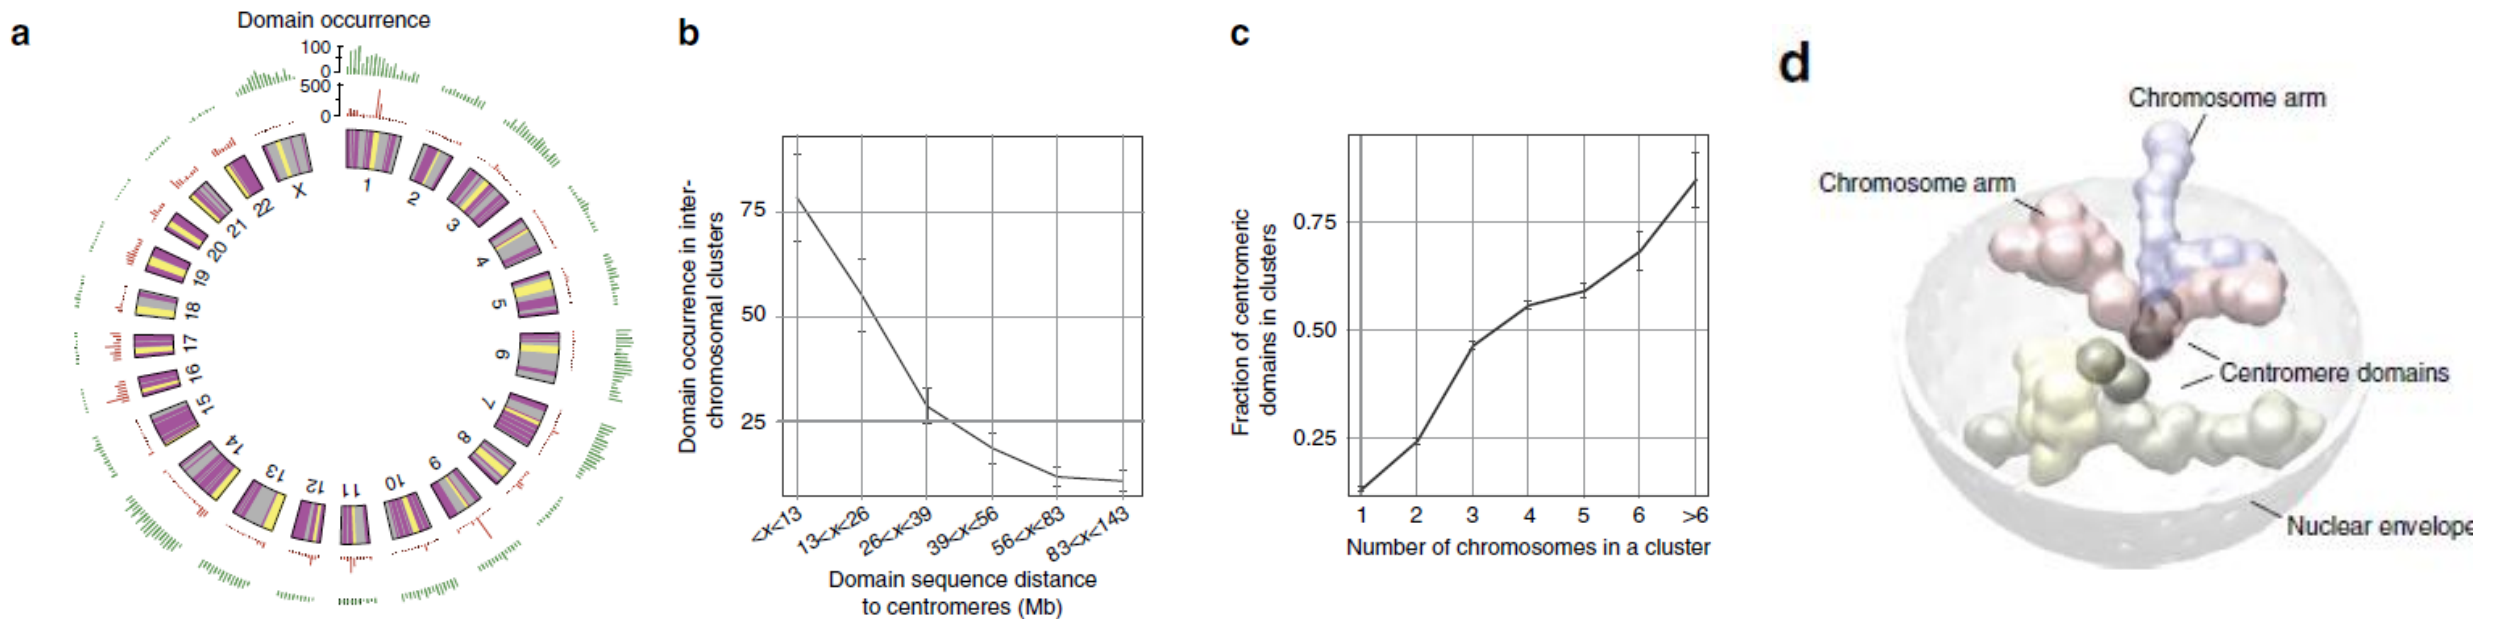 a
Domain occurrence
100
0
500
0
1
2
3
4
5
6
7
8
9
10
11
12
13
14
15
16
17
18
19
20
21
22
X
b
Domain occurrence in inter-
chromosomal clusters
75
50
25
<x<13
13<x<26
26<x<39
39<x<56
56<x<83
83<x<143
Domain sequence distance
to centromeres (Mb)
c
Fraction of centromeric
domains in clusters
0.75
0.50
0.25
1 2 3 4 5 6 >6
Number of chromosomes in a cluster
d
Chromosome arm
Chromosome arm
Centromere domains
Nuclear envelope